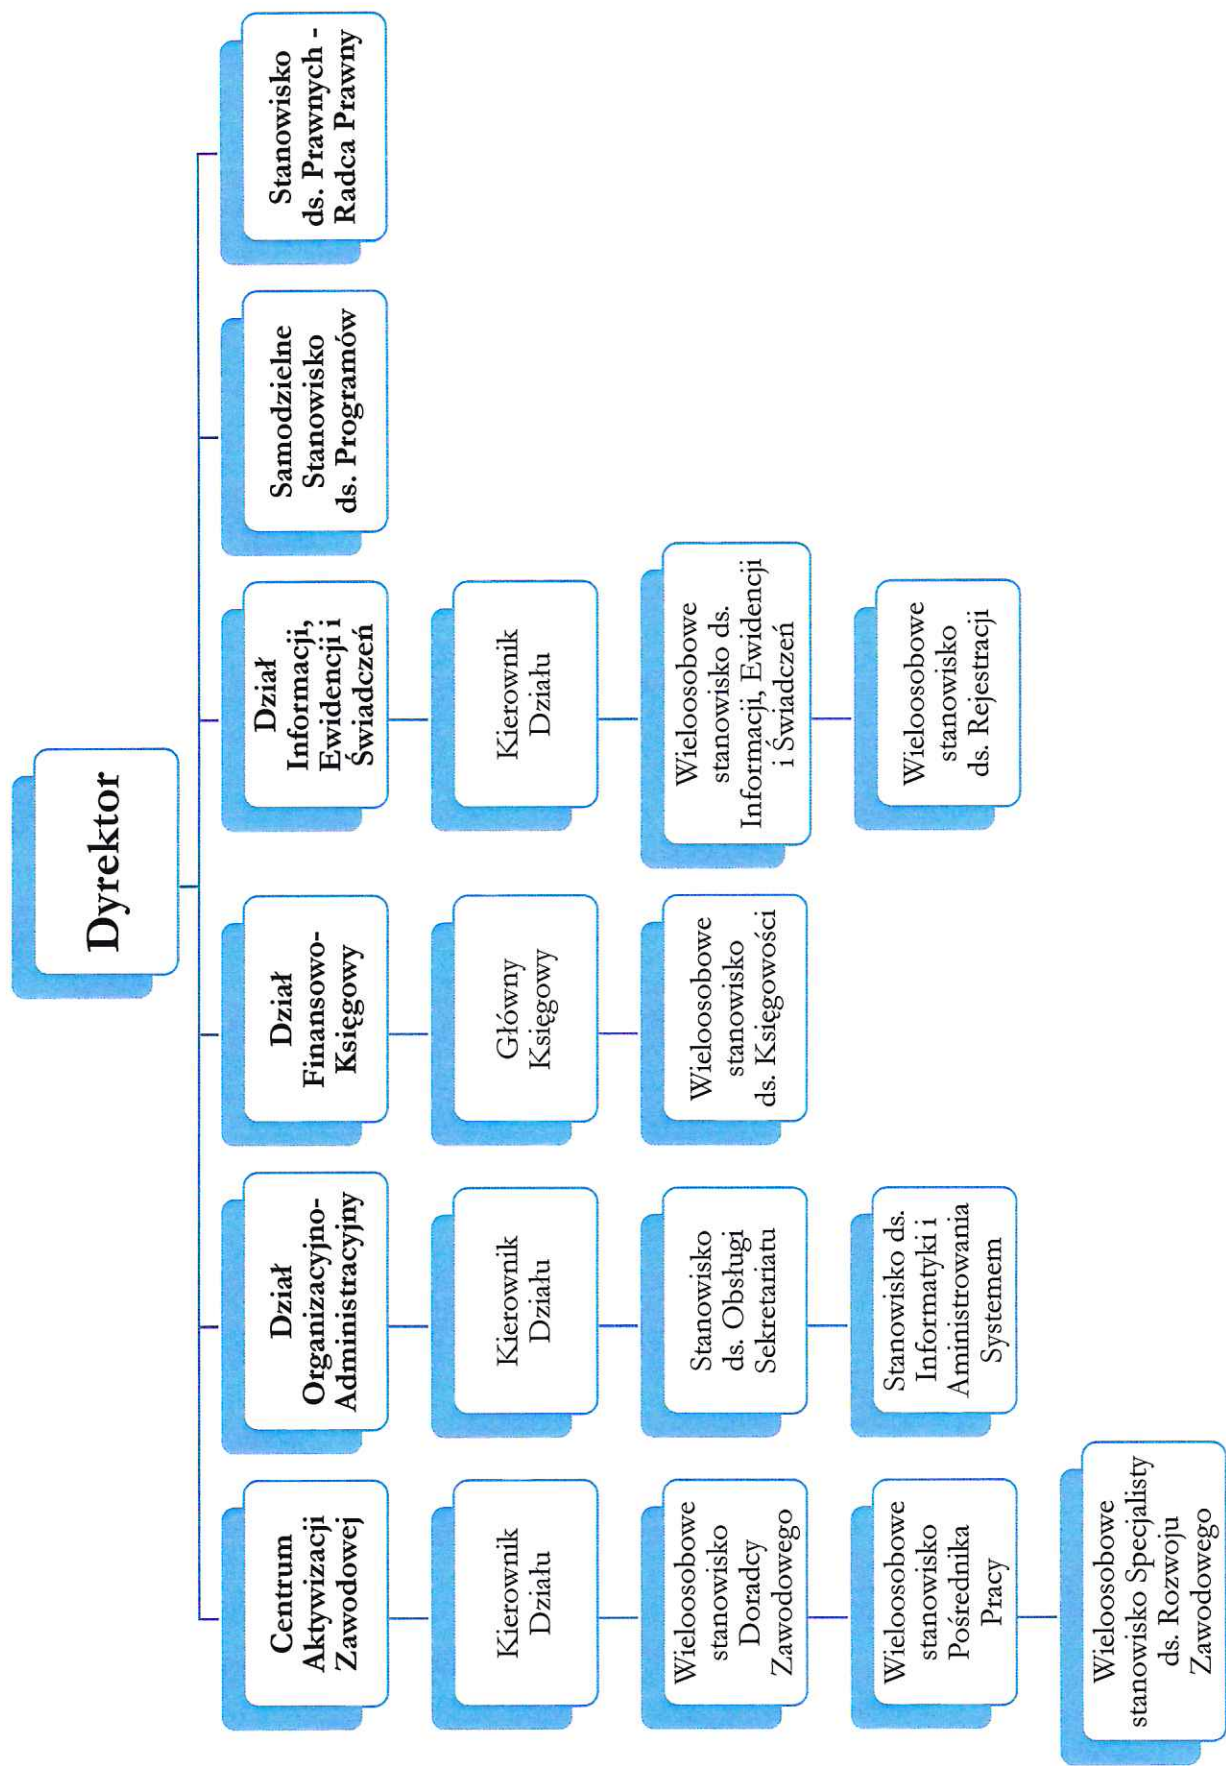 Dyrektor
Centrum
Aktywizacji
Zawodowej
Kierownik
Działu
Wieloosobowe
stanowisko
Doradcy
Zawodowego
Wieloosobowe
stanowisko
Pośrednika
Pracy
Wieloosobowe
stanowisko Specjalisty
ds. Rozwoju
Zawodowego
Dział
Organizacyjno-
Administracyjny
Kierownik
Działu
Stanowisko
ds. Obsługi
Sekretariatu
Stanowisko ds.
Informatyki i
Aministrowania
Systemem
Dział
Finansowo-
Księgowy
Główny
Księgowy
Wieloosobowe
stanowisko
ds. Księgowości
Dział
Informacji,
Ewidencji i
Świadczeń
Kierownik
Działu
Wieloosobowe
stanowisko ds.
Informacji, Ewidencji
i Świadczeń
Wieloosobowe
stanowisko
ds. Rejestracji
Samodzielne
Stanowisko
ds. Programów
Stanowisko
ds. Prawnych -
Radca Prawny